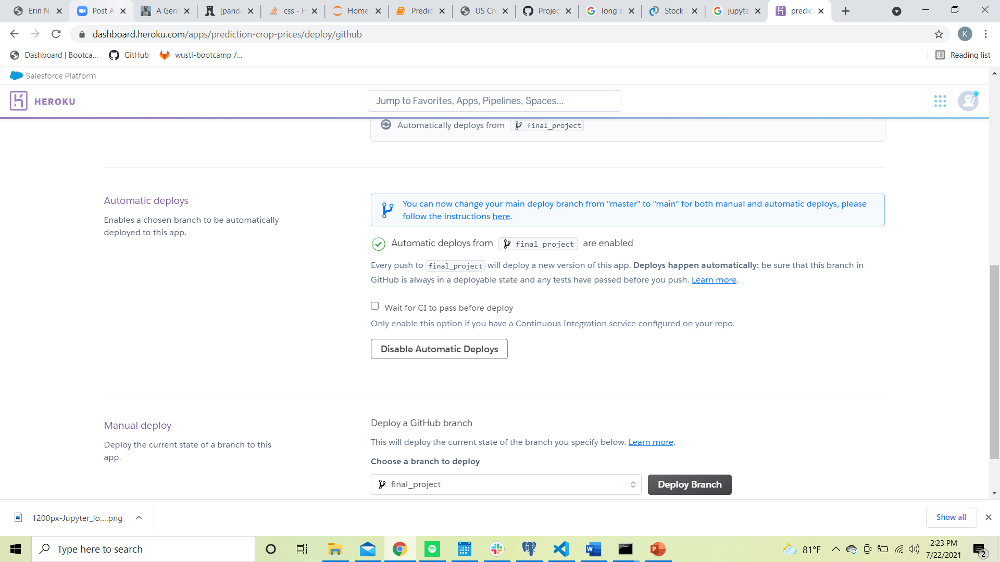 Erin N
Post A
A Gen
[panda
css - H
Home
Predic
US Cro
Projec
long s
Stock
jupyte
predic
dashboard.heroku.com/apps/prediction-crop-prices/deploy/github
K
Dashboard | Bootca...
GitHub
wustl-bootcamp /...
Reading list
Salesforce Platform
HEROKU
Jump to Favorites, Apps, Pipelines, Spaces...
Automatically deploys from final_project
Automatic deploys
Enables a chosen branch to be automatically
deployed to this app.
You can now change your main deploy branch from "master" to "main" for both manual and automatic deploys, please
follow the instructions here.
Automatic deploys from final_project are enabled
Every push to final_project will deploy a new version of this app. Deploys happen automatically: be sure that this branch in
GitHub is always in a deployable state and any tests have passed before you push. Learn more.
Wait for CI to pass before deploy
Only enable this option if you have a Continuous Integration service configured on your repo.
Disable Automatic Deploys
Manual deploy
Deploy the current state of a branch to this
app.
Deploy a GitHub branch
This will deploy the current state of the branch you specify below. Learn more.
Choose a branch to deploy
final_project
Deploy Branch
1200px-Jupyter_lo....png
Show all
Type here to search
81°F
2:23 PM
7/22/2021
2